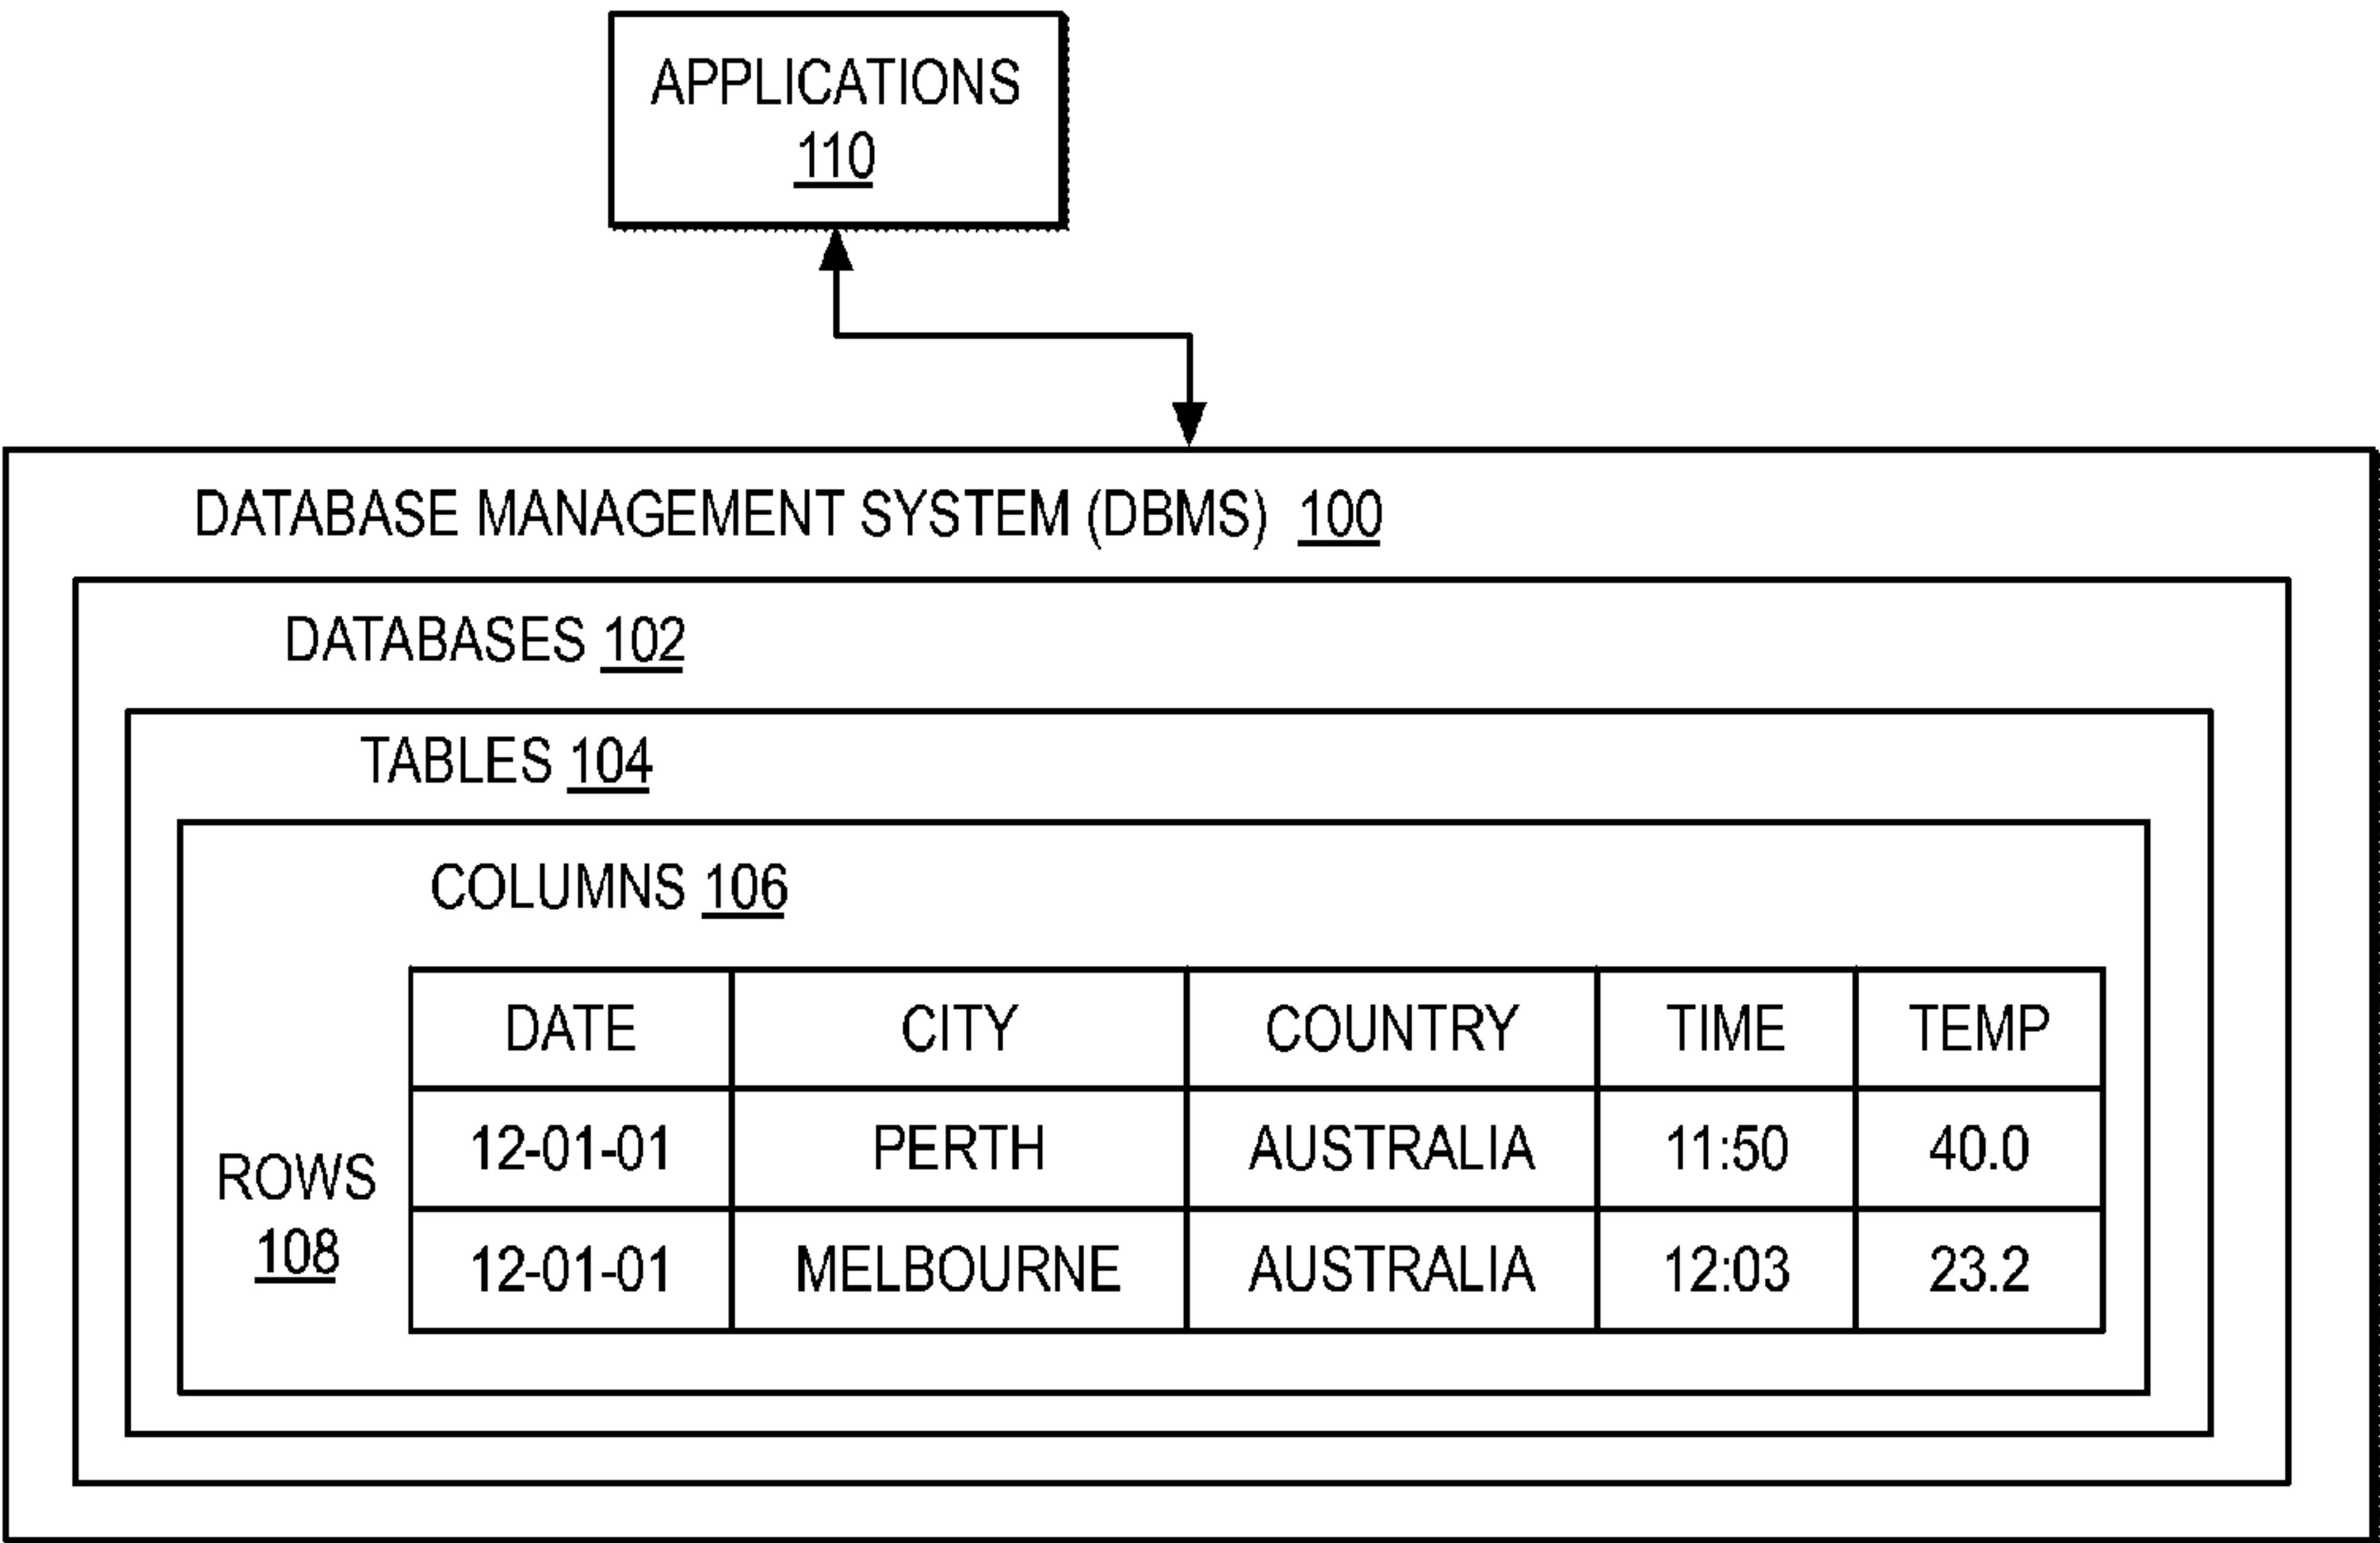 APPLICATIONS
110
DATABASE MANAGEMENT SYSTEM (DBMS) 100
DATABASES 102
TABLES 104
COLUMNS 106
DATE CITY COUNTRY TIME TEMP
12-01-01 PERTH AUSTRALIA 11:50 40.0
ROWS
108
12-01-01 MELBOURNE AUSTRALIA 12:03 23.2